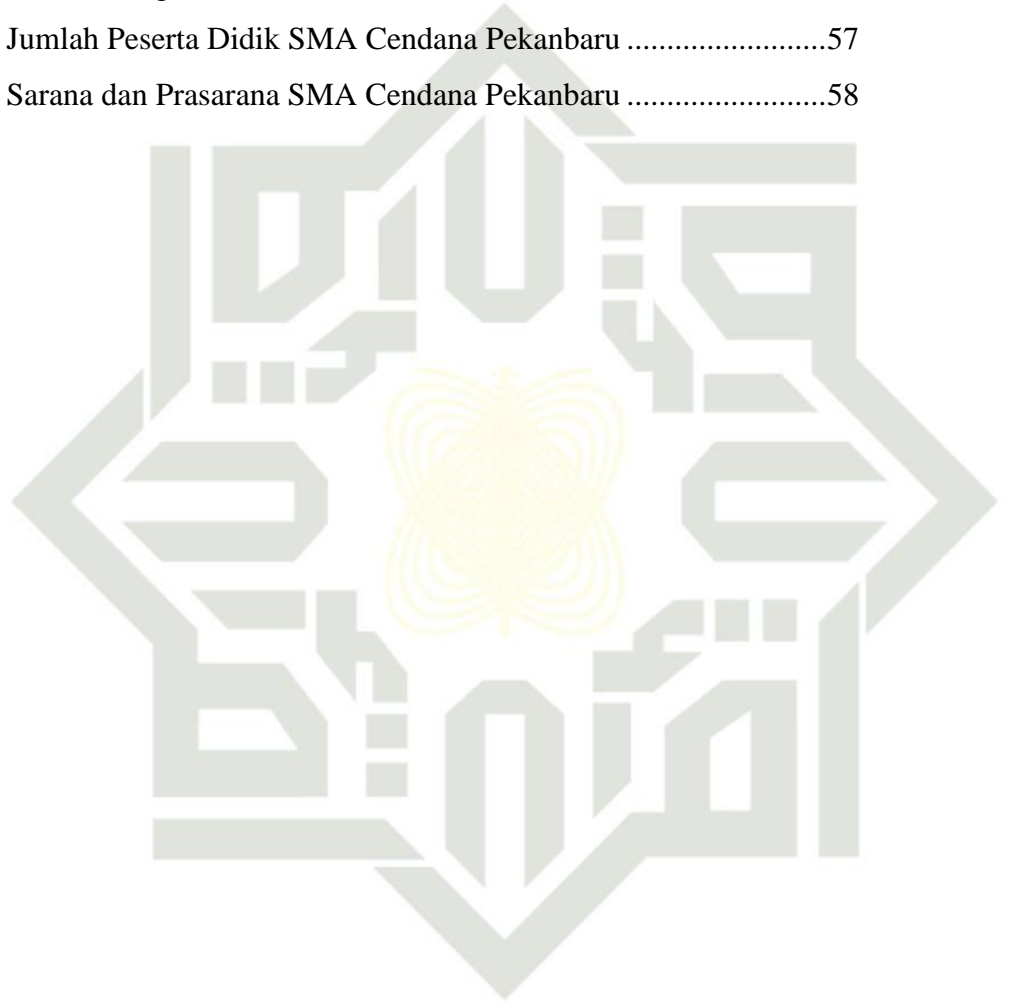 Jumlah Peserta Didik SMA Cendana Pekanbaru .........................57
Sarana dan Prasarana SMA Cendana Pekanbaru .........................58